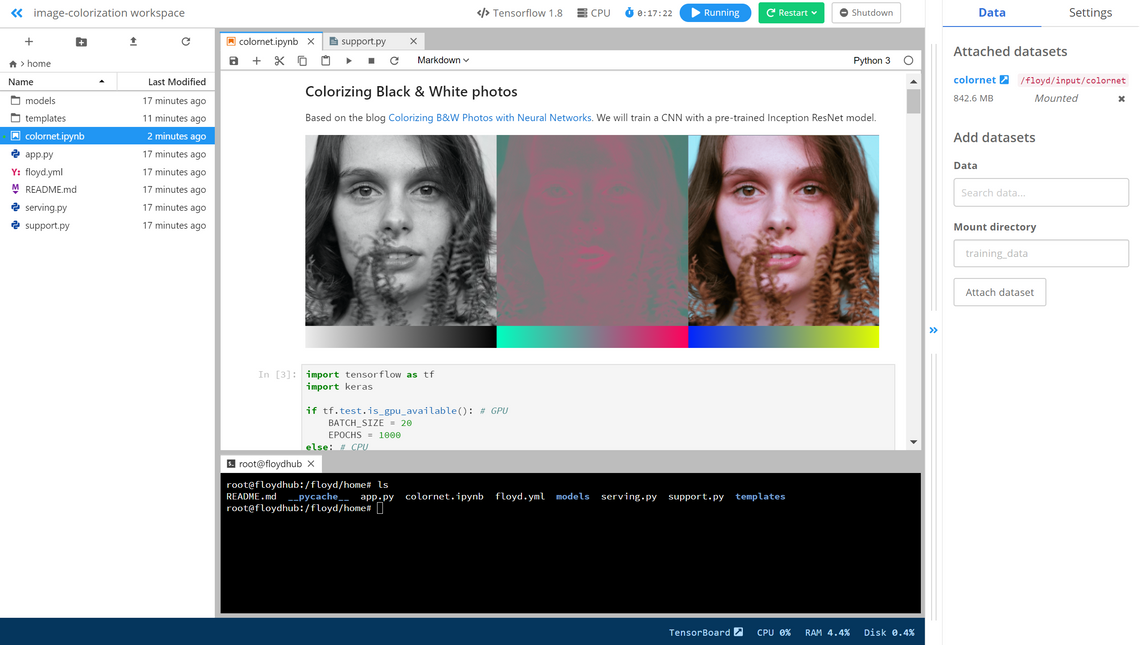 image-colorization workspace
Tensorflow 1.8 CPU 0:17:22 Running Restart Shutdown
Data Settings
home
Name Last Modified
models 17 minutes ago
templates 11 minutes ago
colornet.ipynb 2 minutes ago
app.py 17 minutes ago
floyd.yml 17 minutes ago
README.md 17 minutes ago
serving.py 17 minutes ago
support.py 17 minutes ago
colornet.ipynb support.py
Markdown Python 3
Colorizing Black & White photos
Based on the blog Colorizing B&W Photos with Neural Networks. We will train a CNN with a pre-trained Inception ResNet model.
In [3]:
import tensorflow as tf
import keras
if tf.test.is_gpu_available(): # GPU
BATCH_SIZE = 20
EPOCHS = 1000
else: # CPU
root@floydhub
root@floydhub:/floyd/home# ls
README.md __pycache__ app.py colornet.ipynb floyd.yml models serving.py support.py templates
root@floydhub:/floyd/home#
Attached datasets
colornet /floyd/input/colornet
842.6 MB Mounted
Add datasets
Data
Search data...
Mount directory
training_data
Attach dataset
TensorBoard CPU 0% RAM 4.4% Disk 0.4%